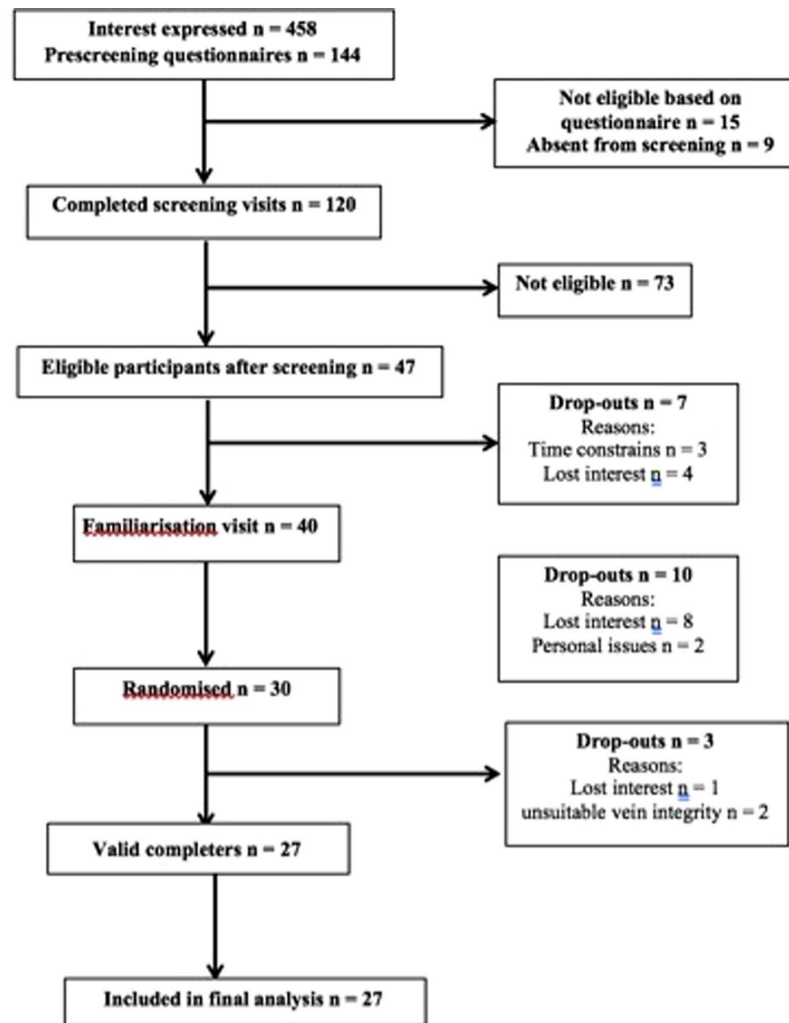 Interest expressed n = 458
Prescreening questionnaires n = 144
Not eligible based on
questionnaire n = 15
Absent from screening n = 9
Completed screening visits n = 120
Not eligible n = 73
Eligible participants after screening n = 47
Drop-outs n = 7
Reasons:
Time constrains n = 3
Lost interest n = 4
Familiarisation visit n = 40
Drop-outs n = 10
Reasons:
Lost interest n = 8
Personal issues n = 2
Randomised n = 30
Drop-outs n = 3
Reasons:
Lost interest n = 1
unsuitable vein integrity n = 2
Valid completers n = 27
Included in final analysis n = 27